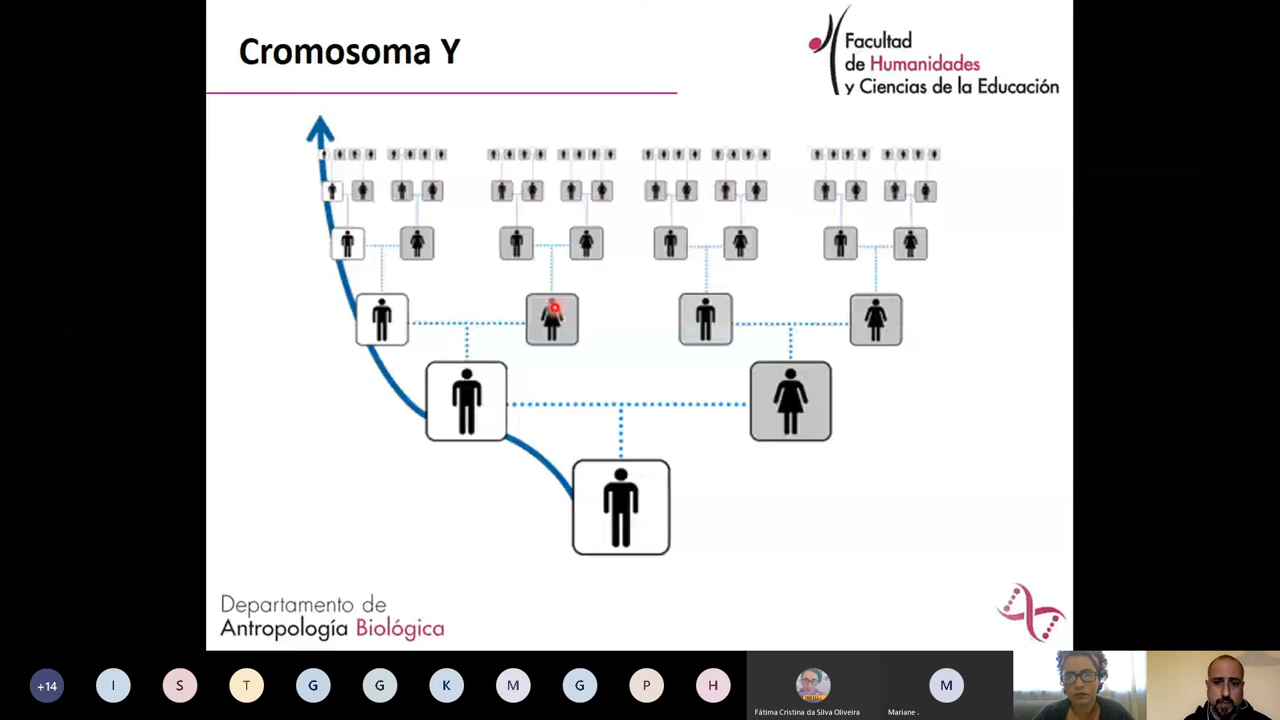 Cromosoma Y
Facultad
de Humanidades
y Ciencias de la Educación
Departamento de
Antropología Biológica
+14
I
S
T
G
G
K
M
G
P
H
M
Fátima Cristina da Silva Oliveira
Mariane .